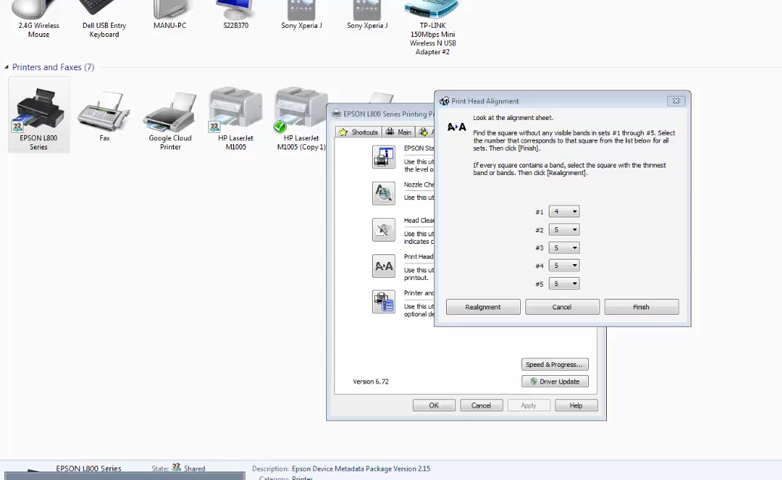 2.4G Wireless Mouse
Dell USB Entry Keyboard
MANU-PC
S22B370
Sony Xperia J
Sony Xperia J
TP-LINK 150Mbps Mini Wireless N USB Adapter #2
Printers and Faxes (7)
EPSON L800 Series
Fax
Google Cloud Printer
HP LaserJet M1005
HP LaserJet M1005 (Copy 1)
EPSON L800 Series Printing P
Shortcuts
Main
EPSON Sta
Use this ut
the level o
Nozzle Che
Use this ut
Head Clea
Use this ut
indicates c
Print Head
Use this ut
printout.
Printer and
Use this ut
optional de
Speed & Progress...
Version 6.72
Driver Update
OK
Cancel
Apply
Help
Print Head Alignment
Look at the alignment sheet.
Find the square without any visible bands in sets #1 through #5. Select
the number that corresponds to that square from the list below for all
sets. Then click [Finish].
If every square contains a band, select the square with the thinnest
band or bands. Then click [Realignment].
#1 4
#2 5
#3 5
#4 5
#5 5
Realignment
Cancel
Finish
EPSON L800 Series
State: Shared
Description: Epson Device Metadata Package Version 2.15
Category: Printer